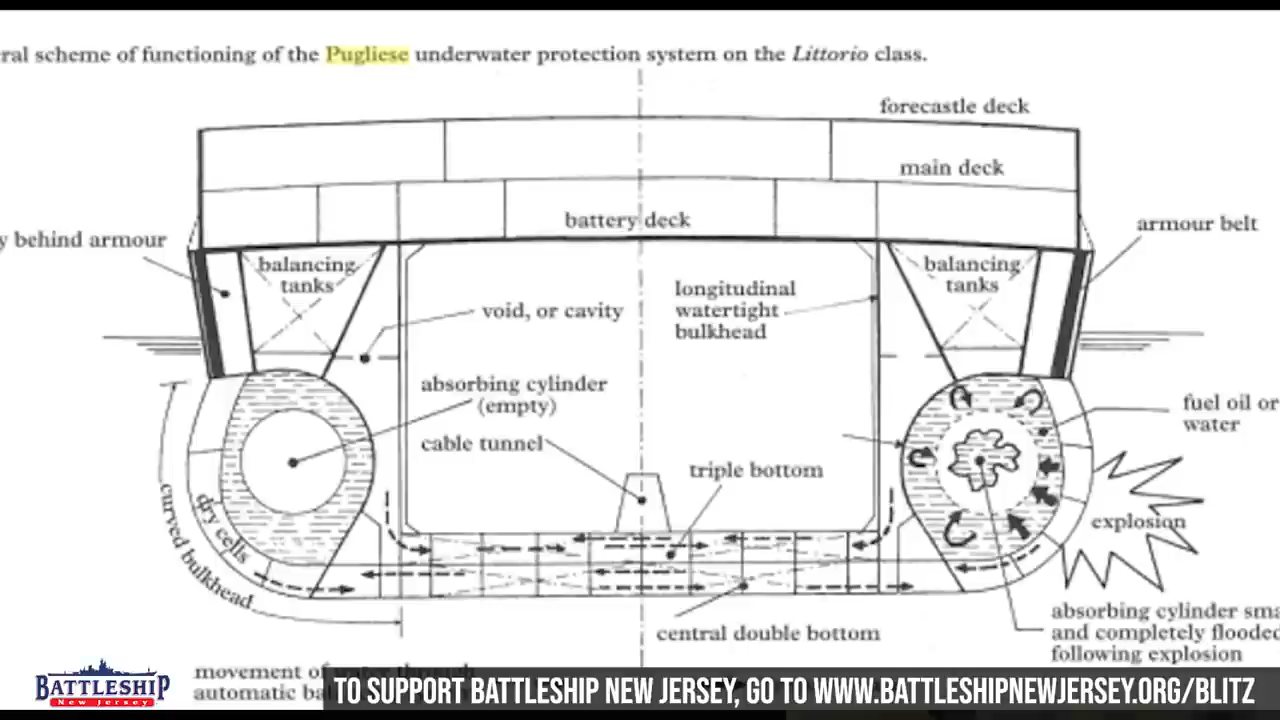 ral scheme of functioning of the Pugliese underwater protection system on the Littorio class.
forecastle deck
main deck
battery deck
y behind armour
armour belt
balancing
tanks
balancing
tanks
void, or cavity
longitudinal
watertight
bulkhead
absorbing cylinder
(empty)
cable tunnel
triple bottom
fuel oil or
water
dry cells
curved bulkhead
explosion
central double bottom
absorbing cylinder sma
and completely flooded
following explosion
movement of water through
automatic ba
BATTLESHIP
New Jersey
TO SUPPORT BATTLESHIP NEW JERSEY, GO TO WWW.BATTLESHIPNEWJERSEY.ORG/BLITZ